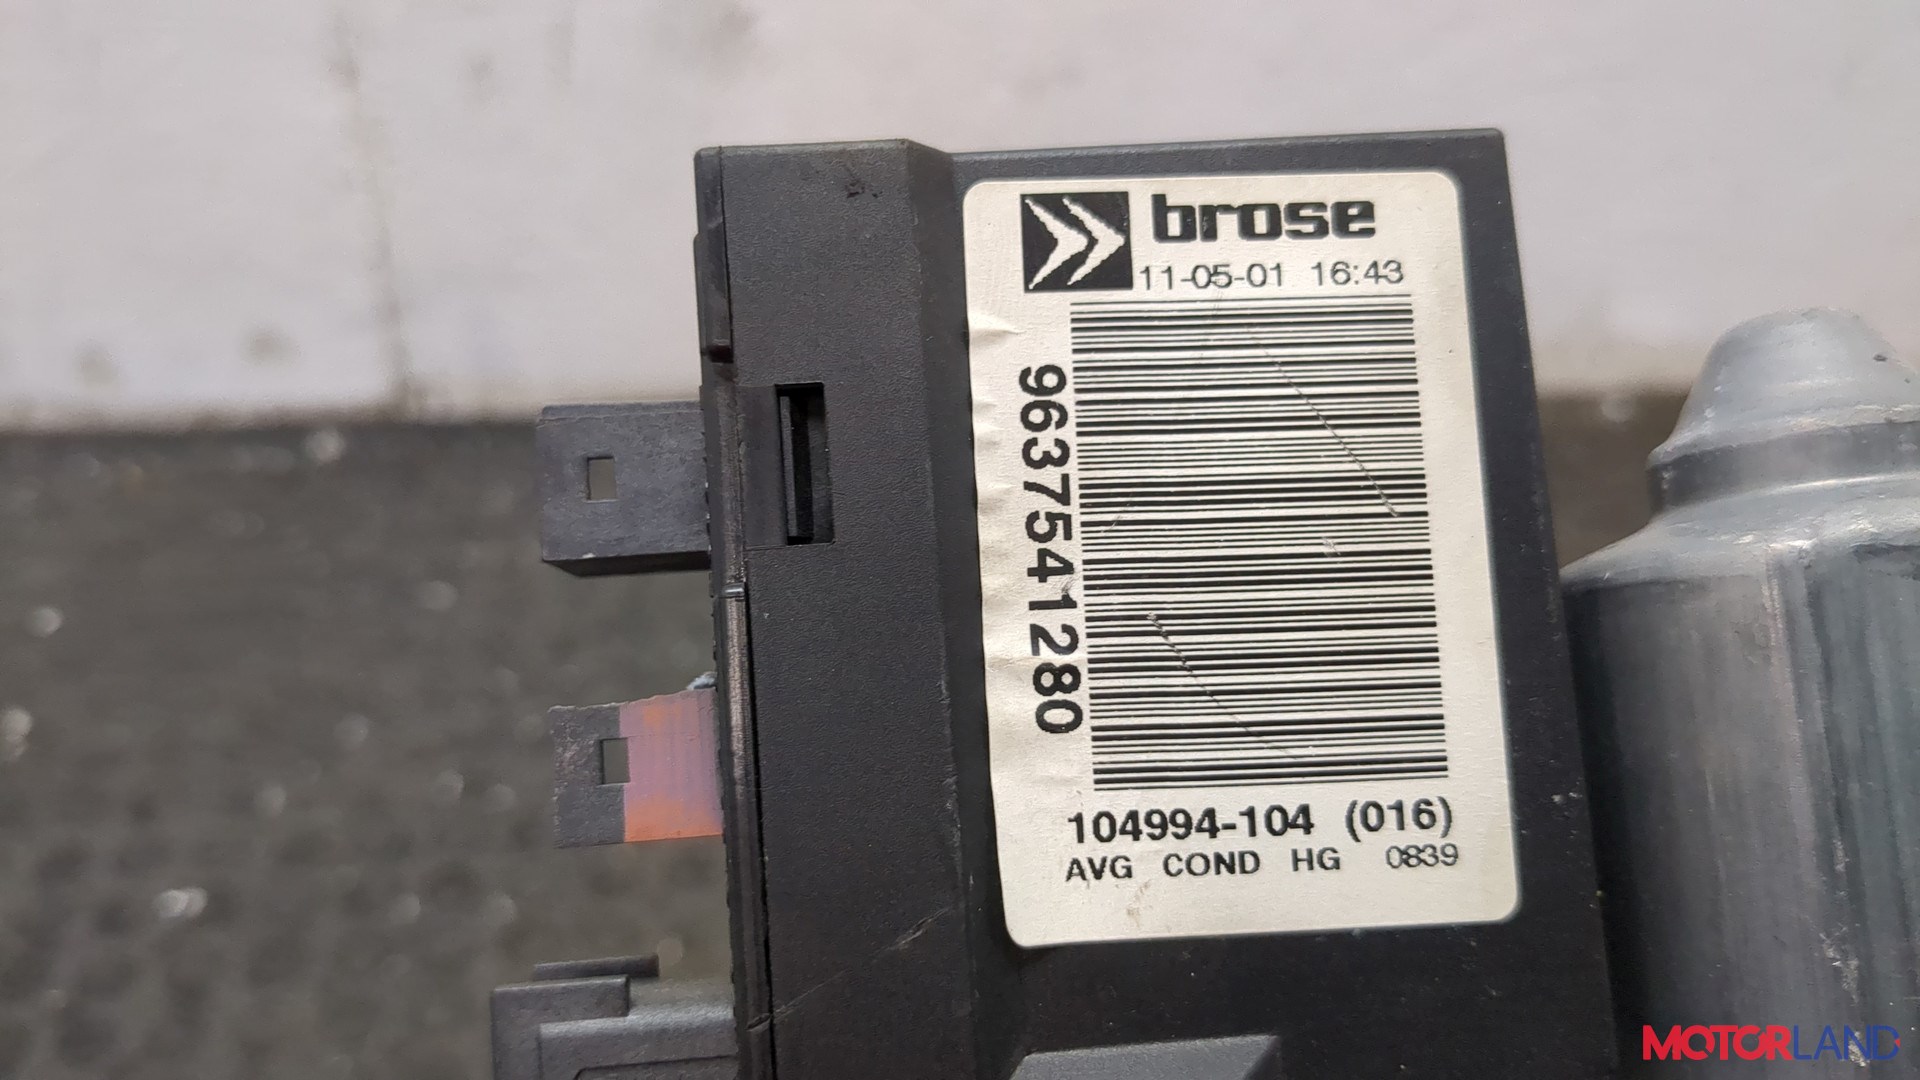 brose
11-05-01 16:43
9637541280
104994-104 (016)
AVG COND HG 0839
MOTORLAND